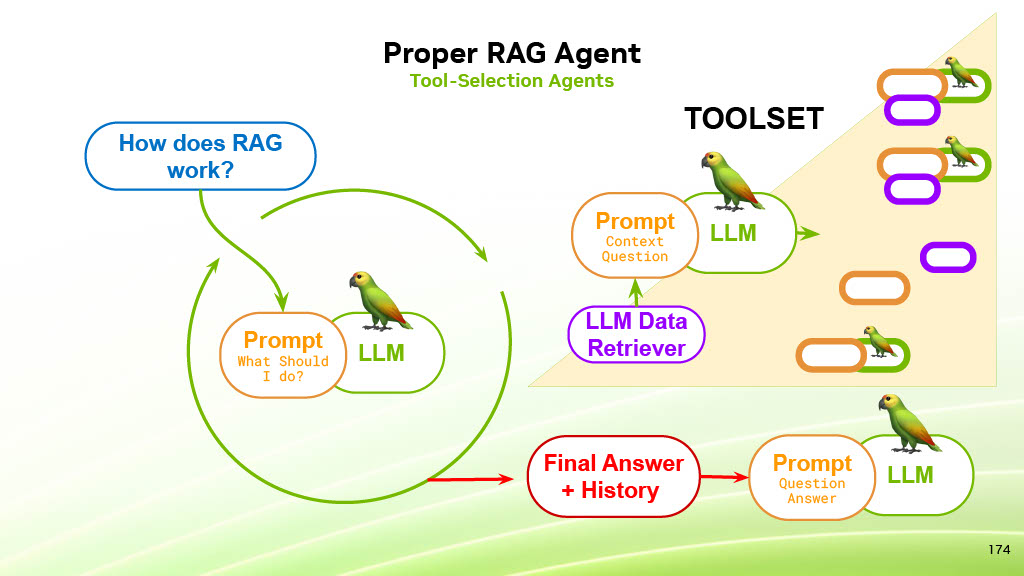 Proper RAG Agent
Tool-Selection Agents
TOOLSET
How does RAG
work?
Prompt
Context
Question
LLM
LLM Data
Retriever
Prompt
What Should
I do?
LLM
Final Answer
+ History
Prompt
Question
Answer
LLM
174